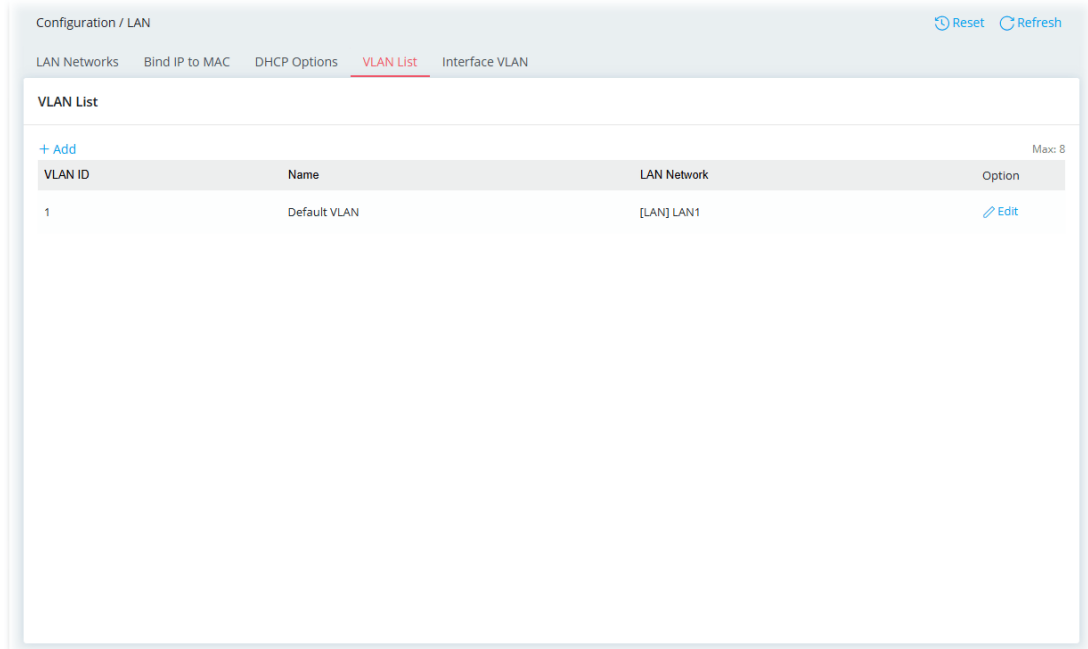 Configuration / LAN Reset Refresh
LAN Networks Bind IP to MAC DHCP Options VLAN List Interface VLAN
VLAN List
+ Add Max: 8
VLAN ID Name LAN Network Option
1 Default VLAN [LAN] LAN1 Edit